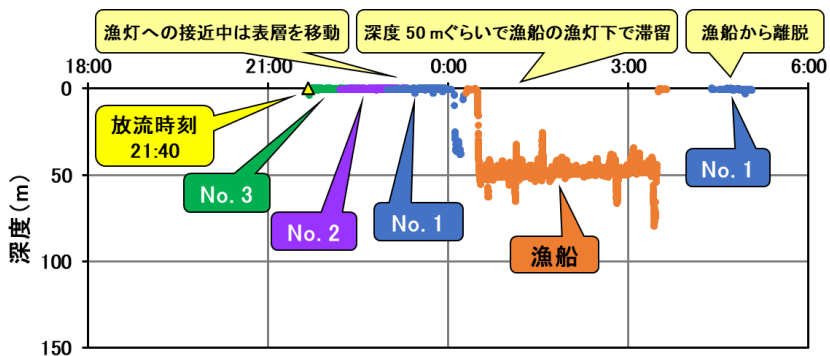 漁灯への接近中は表層を移動
深度50mぐらいで漁船の漁灯下で滞留
漁船から離脱
18:00
21:00
0:00
3:00
6:00
0
50
100
150
深度(m)
放流時刻
21:40
No.3
No.2
No.1
漁船
No.1